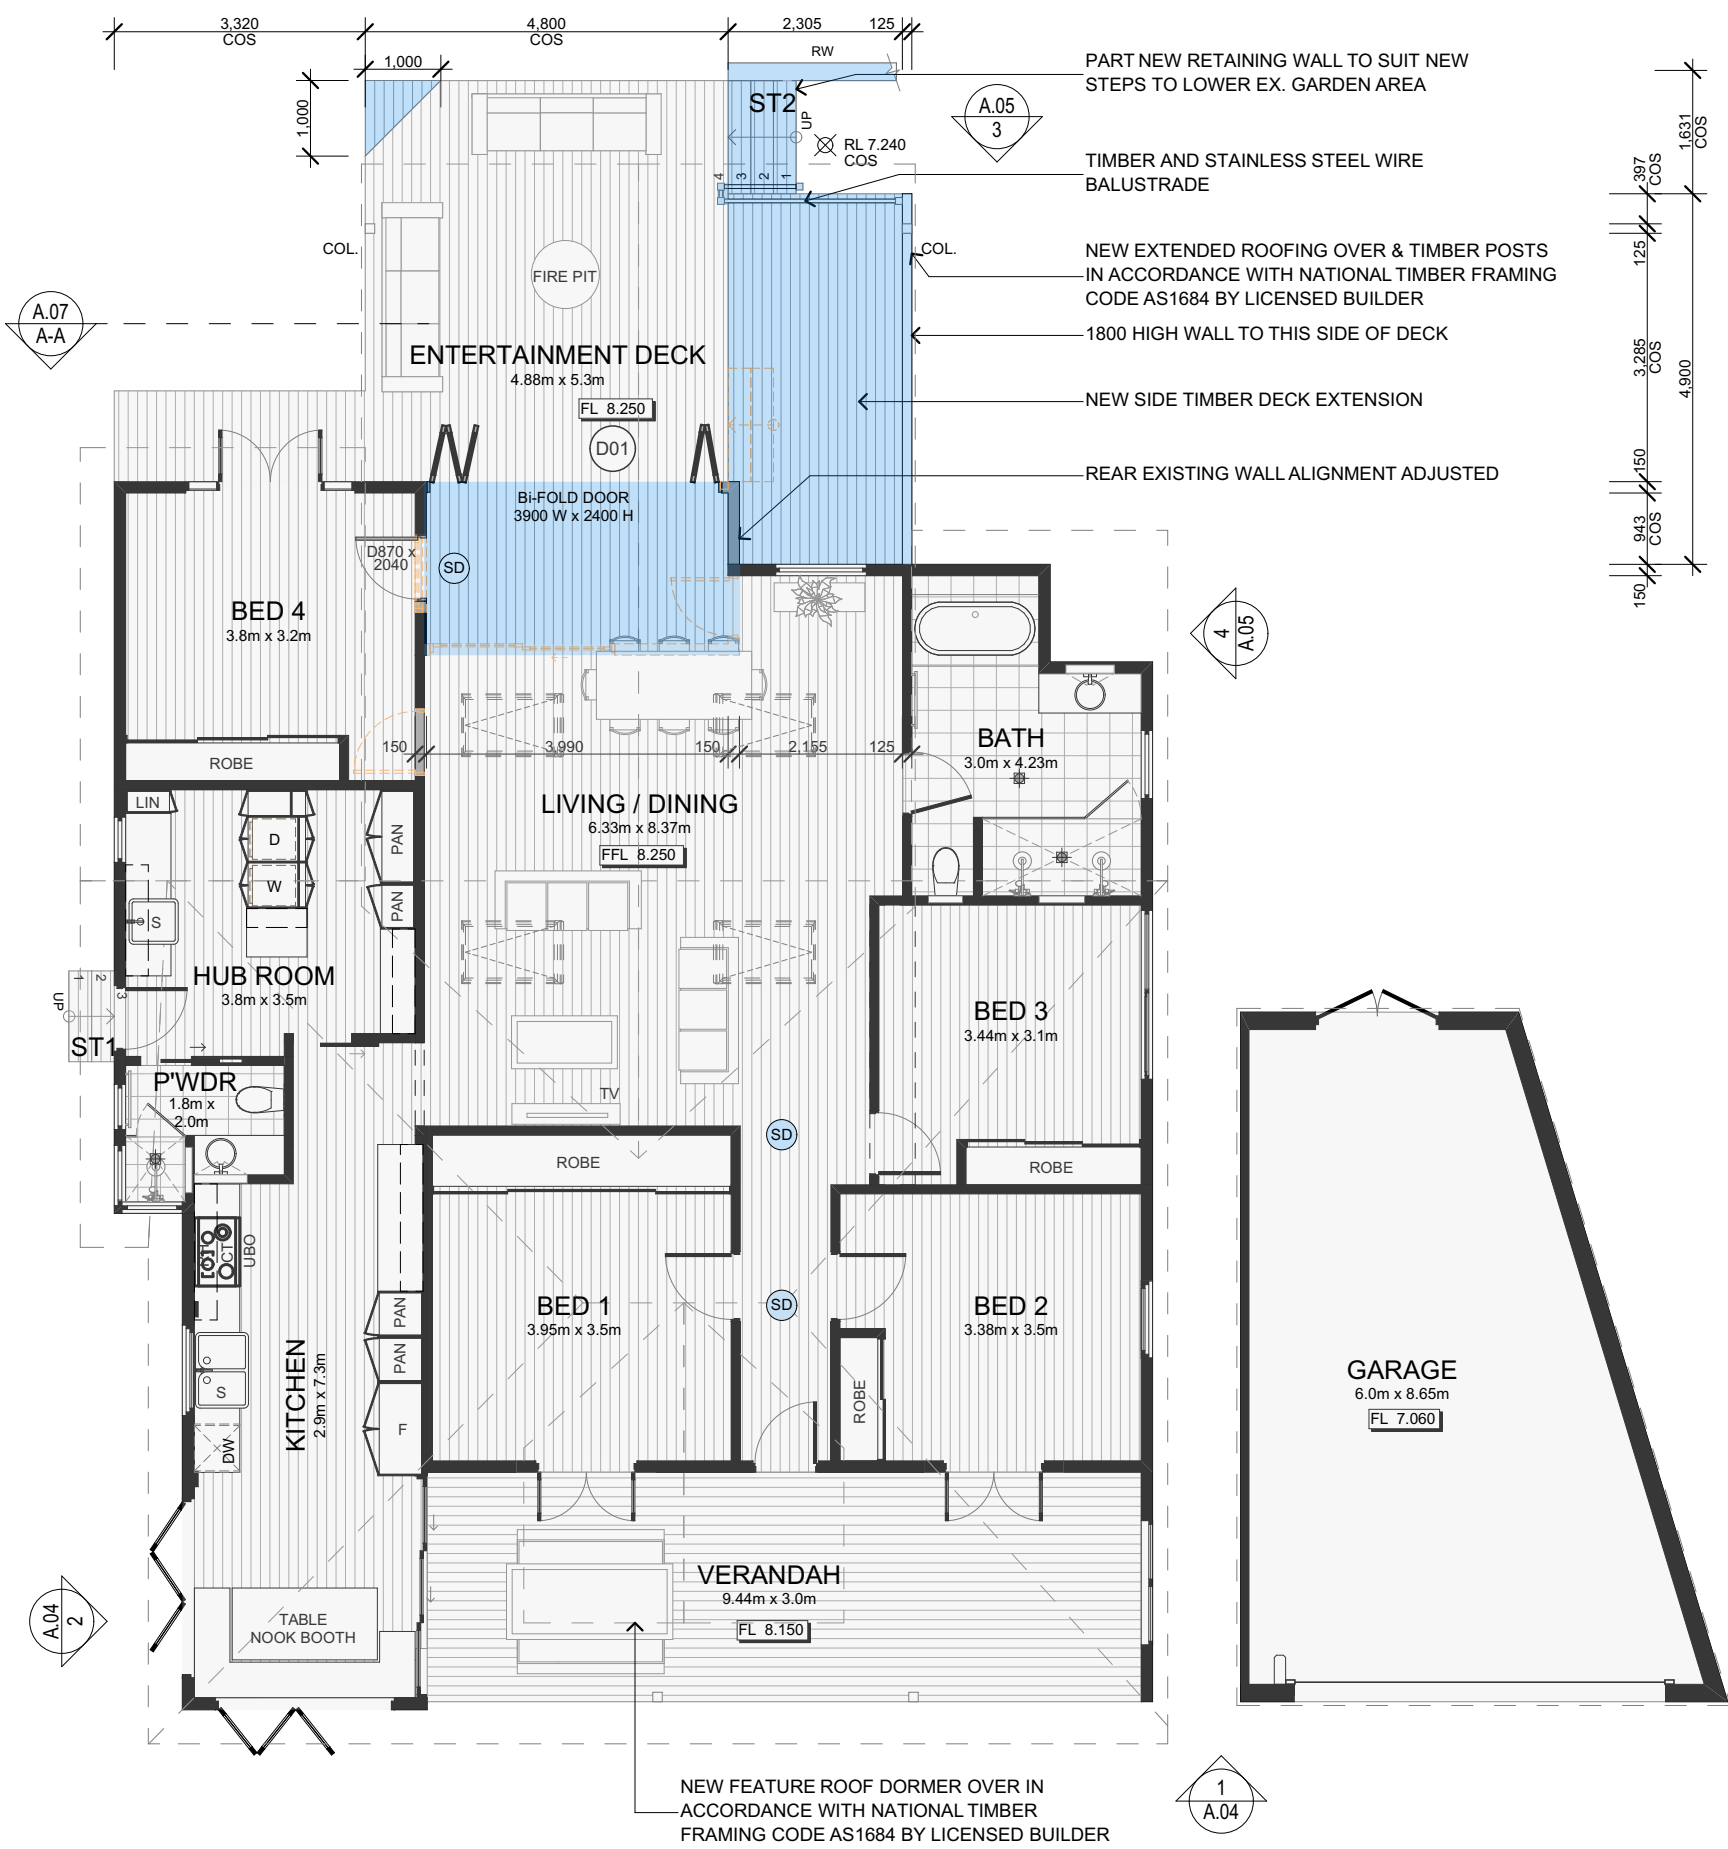 3,320
COS
4,800
COS
2,305
125
1,000
RW
PART NEW RETAINING WALL TO SUIT NEW
STEPS TO LOWER EX. GARDEN AREA
1,000
ST2
UP
A.05
3
RL 7.240
COS
1,631
COS
397
COS
TIMBER AND STAINLESS STEEL WIRE
BALUSTRADE
4
3
2
1
COL.
COL.
FIRE PIT
NEW EXTENDED ROOFING OVER & TIMBER POSTS
IN ACCORDANCE WITH NATIONAL TIMBER FRAMING
CODE AS1684 BY LICENSED BUILDER
125
A.07
A-A
1800 HIGH WALL TO THIS SIDE OF DECK
3,285
COS
4,900
ENTERTAINMENT DECK
4.88m x 5.3m
FL 8.250
NEW SIDE TIMBER DECK EXTENSION
D01
REAR EXISTING WALL ALIGNMENT ADJUSTED
150
Bi-FOLD DOOR
3900 W x 2400 H
943
COS
D870 x
2040
SD
150
BED 4
3.8m x 3.2m
4
A.05
ROBE
150
3,990
150
2,155
125
BATH
3.0m x 4.23m
LIN
D
W
PAN
PAN
S
LIVING / DINING
6.33m x 8.37m
FFL 8.250
HUB ROOM
3.8m x 3.5m
1
2
3
UP
ST1
BED 3
3.44m x 3.1m
P'WDR
1.8m x
2.0m
TV
SD
ROBE
ROBE
CT
UBO
BED 1
3.95m x 3.5m
SD
BED 2
3.38m x 3.5m
PAN
PAN
KITCHEN
2.9m x 7.3m
S
DW
F
ROBE
GARAGE
6.0m x 8.65m
FL 7.060
VERANDAH
9.44m x 3.0m
FL 8.150
TABLE
NOOK BOOTH
A.04
2
NEW FEATURE ROOF DORMER OVER IN
ACCORDANCE WITH NATIONAL TIMBER
FRAMING CODE AS1684 BY LICENSED BUILDER
1
A.04